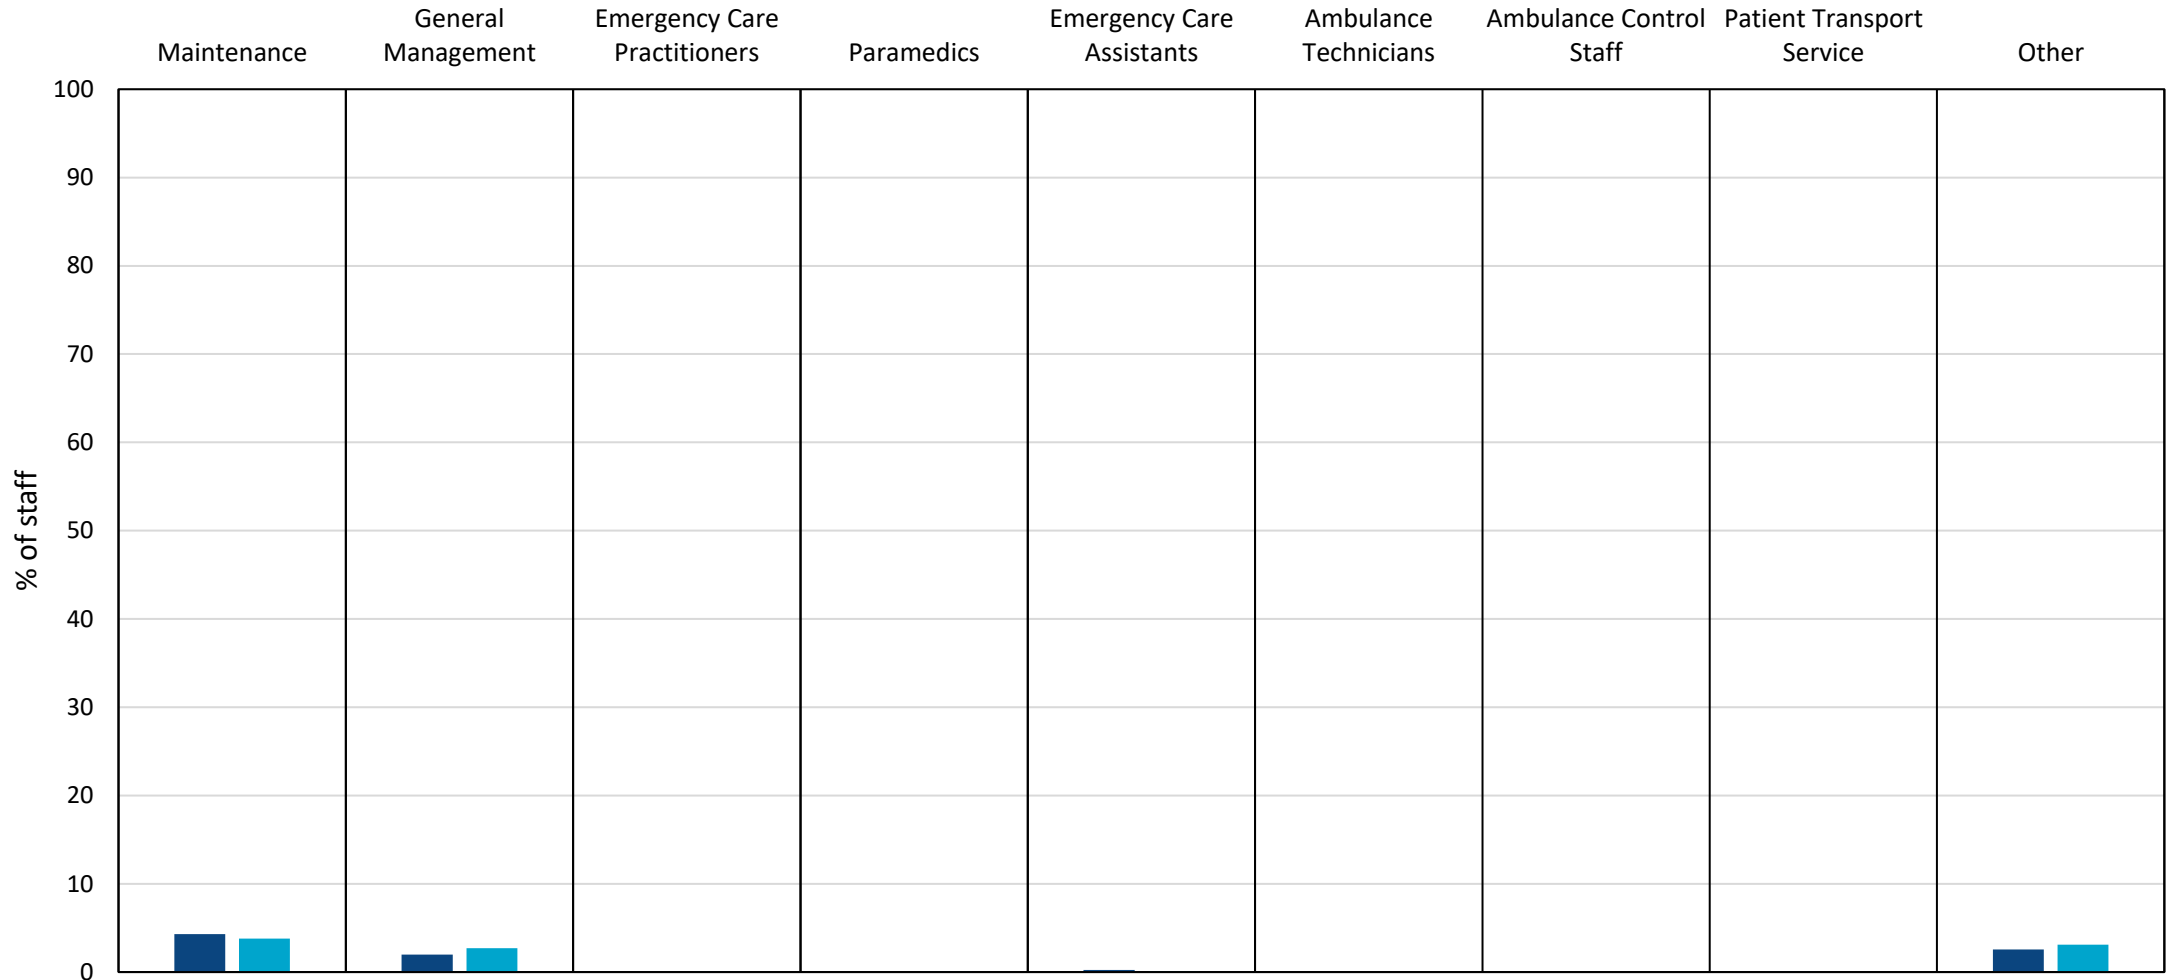 Maintenance
General
Management
Emergency Care
Practitioners
Paramedics
Emergency Care
Assistants
Ambulance
Technicians
Ambulance Control
Staff
Patient Transport
Service
Other
100
90
80
70
60
50
40
30
20
10
0
% of staff